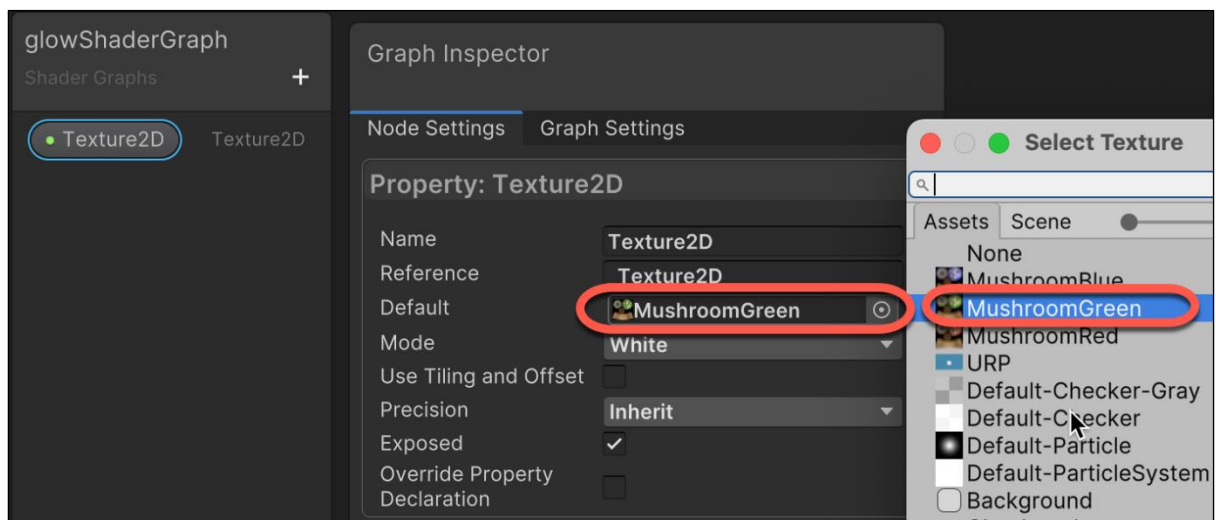 glowShaderGraph
Shader Graphs +
Texture2D Texture2D
Graph Inspector
Node Settings Graph Settings
Property: Texture2D
Name Texture2D
Reference Texture2D
Default MushroomGreen
Mode White
Use Tiling and Offset
Precision Inherit
Exposed
Override Property
Declaration
Select Texture
Assets Scene
None
MushroomBlue
MushroomGreen
MushroomRed
URP
Default-Checker-Gray
Default-Checker
Default-Particle
Default-ParticleSystem
Background